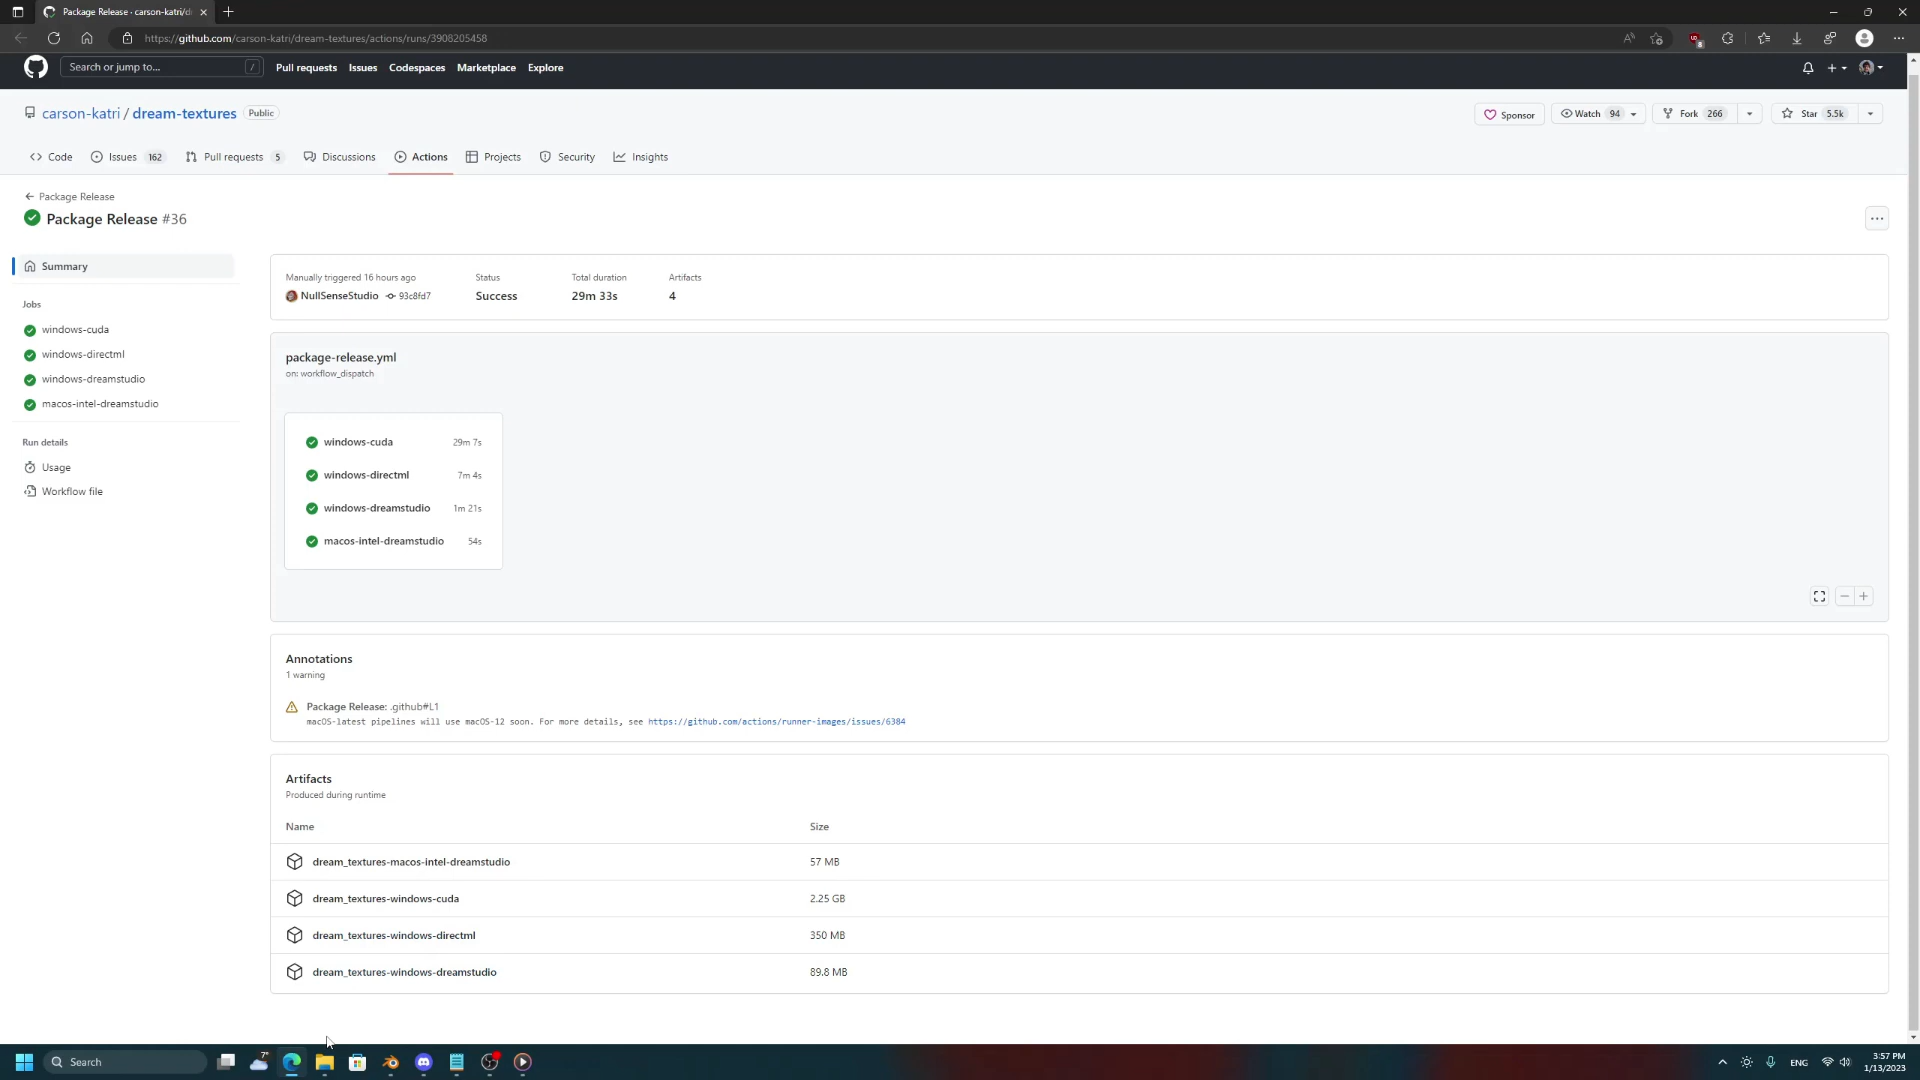 Package Release · carson-katri/d
https://github.com/carson-katri/dream-textures/actions/runs/3908205458
8
Search or jump to...
/
Pull requests
Issues
Codespaces
Marketplace
Explore
carson-katri / dream-textures
Public
Sponsor
Watch 94
Fork 266
Star 5.5k
Code
Issues 162
Pull requests 5
Discussions
Actions
Projects
Security
Insights
Package Release
Package Release #36
Summary
Jobs
windows-cuda
windows-directml
windows-dreamstudio
macos-intel-dreamstudio
Run details
Usage
Workflow file
Manually triggered 16 hours ago
NullSenseStudio 93c8fd7
Status
Success
Total duration
29m 33s
Artifacts
4
package-release.yml
on: workflow_dispatch
windows-cuda 29m 7s
windows-directml 7m 4s
windows-dreamstudio 1m 21s
macos-intel-dreamstudio 54s
Annotations
1 warning
Package Release: .github#L1
macOS-latest pipelines will use macOS-12 soon. For more details, see https://github.com/actions/runner-images/issues/6384
Artifacts
Produced during runtime
Name Size
dream_textures-macos-intel-dreamstudio 57 MB
dream_textures-windows-cuda 2.25 GB
dream_textures-windows-directml 350 MB
dream_textures-windows-dreamstudio 89.8 MB
Search
7°
ENG
3:57 PM
1/13/2023